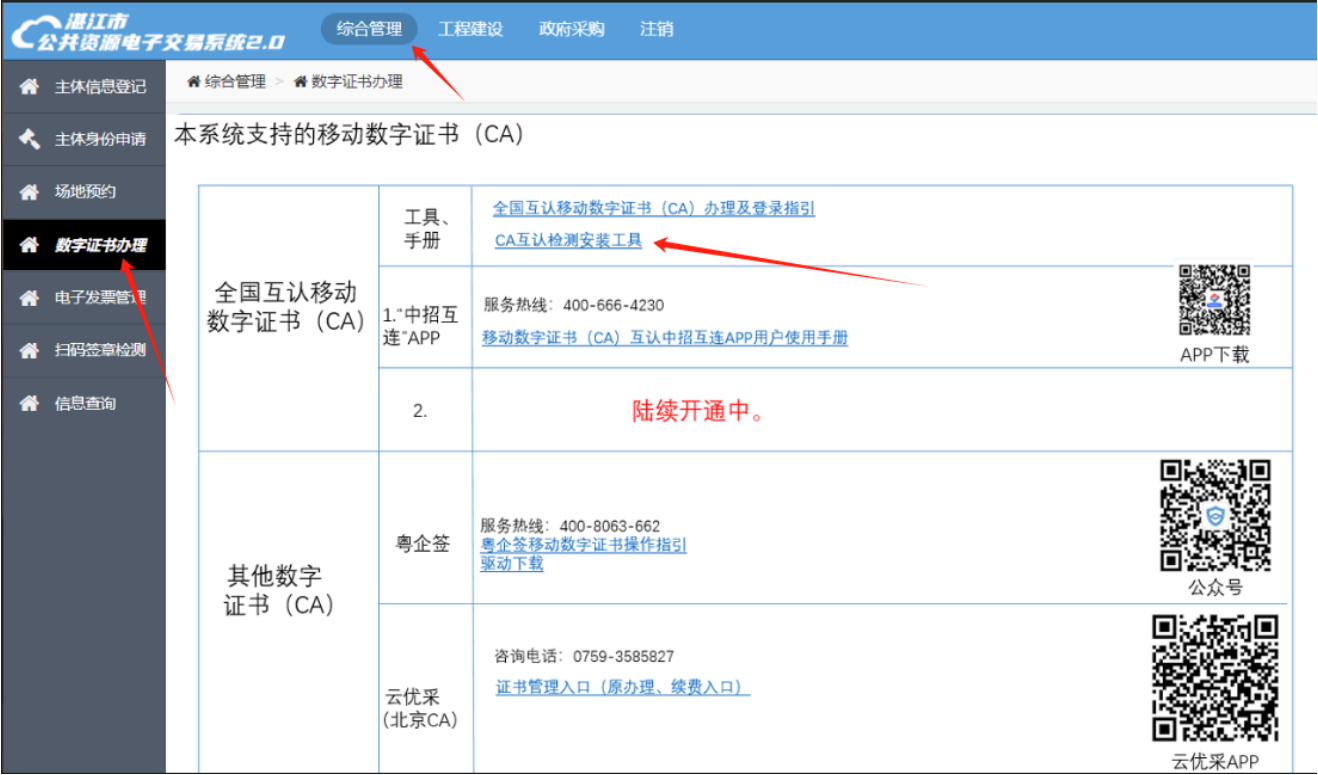 湛江市
公共资源电子交易系统2.0
综合管理 工程建设 政府采购 注销
主体信息登记
主体身份申请
场地预约
数字证书办理
电子发票管理
扫码签章检测
信息查询
综合管理 > 数字证书办理
本系统支持的移动数字证书（CA）
全国互认移动
数字证书（CA）
工具、
手册
全国互认移动数字证书（CA）办理及登录指引
CA互认检测安装工具
1.“中招互
连”APP
服务热线：400-666-4230
移动数字证书（CA）互认中招互连APP用户使用手册
APP下载
2.
陆续开通中。
其他数字
证书（CA）
粤企签
服务热线：400-8063-662
粤企签移动数字证书操作指引
驱动下载
公众号
云优采
(北京CA)
咨询电话：0759-3585827
证书管理入口（原办理、续费入口）
云优采APP